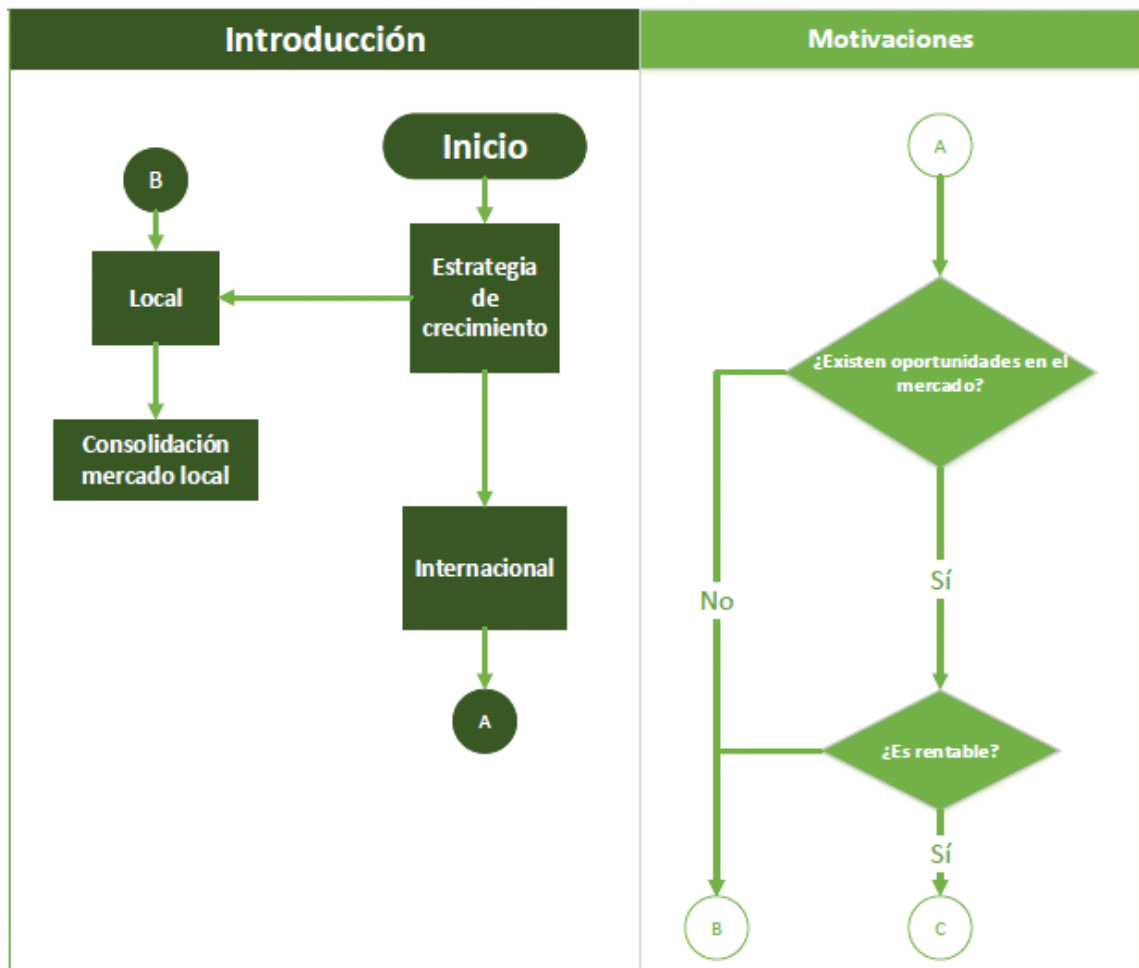 Introducción
Inicio
B
Estrategia
de
crecimiento
Local
Consolidación
mercado local
Internacional
A
Motivaciones
A
¿Existen oportunidades en el
mercado?
No
Sí
¿Es rentable?
Sí
B
C